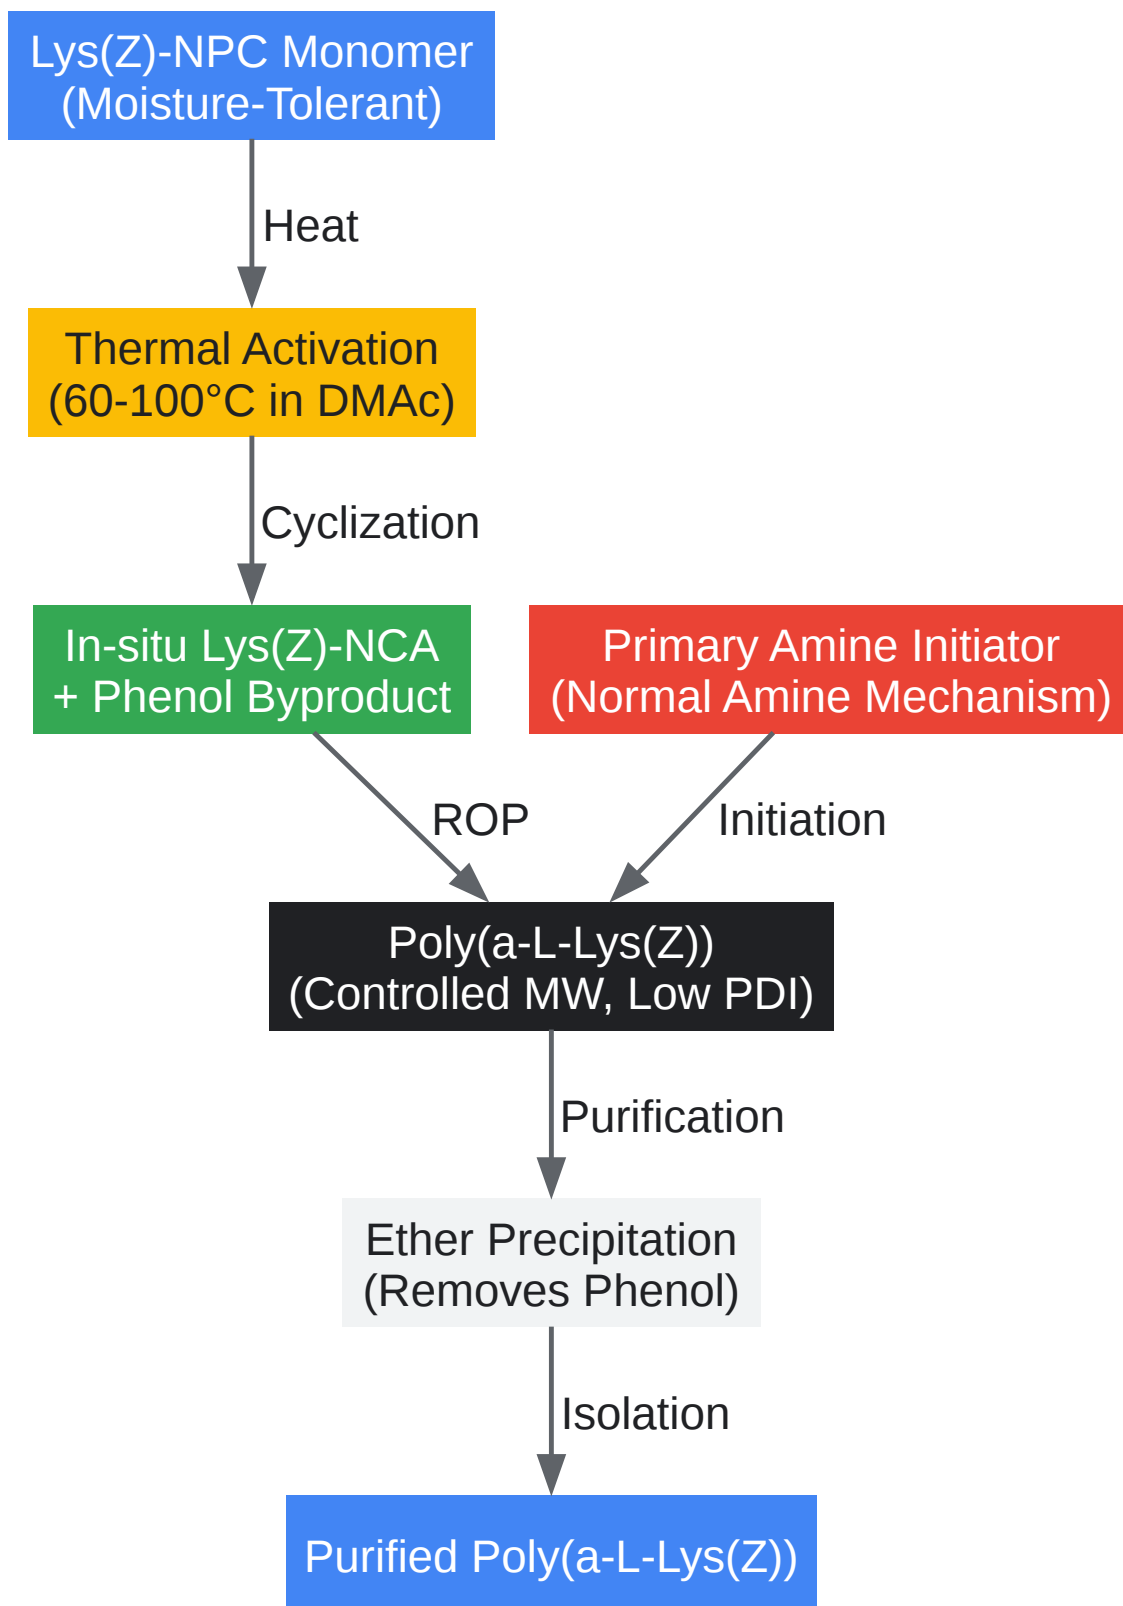 Lys(Z)-NPC Monomer
(Moisture-Tolerant)
Heat
Thermal Activation
(60-100°C in DMAc)
Cyclization
In-situ Lys(Z)-NCA
+ Phenol Byproduct
Primary Amine Initiator
(Normal Amine Mechanism)
ROP
Initiation
Poly(a-L-Lys(Z))
(Controlled MW, Low PDI)
Purification
Ether Precipitation
(Removes Phenol)
Isolation
Purified Poly(a-L-Lys(Z))